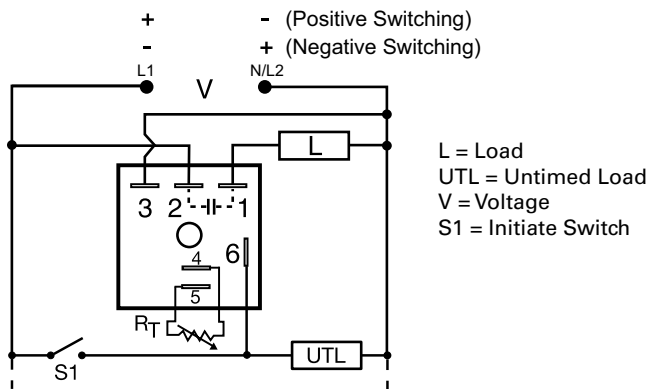 + - (Positive Switching)
- + (Negative Switching)
L1 V N/L2
L
3 2 1
6
4
5
RT
S1 UTL
L = Load
UTL = Untimed Load
V = Voltage
S1 = Initiate Switch